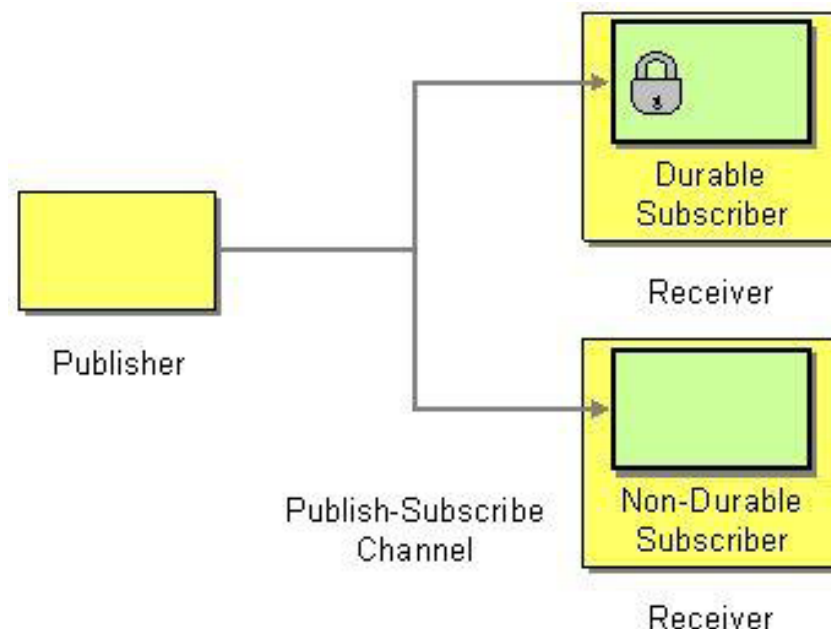 Durable
Subscriber
Receiver
Publisher
Publish-Subscribe
Channel
Non-Durable
Subscriber
Receiver